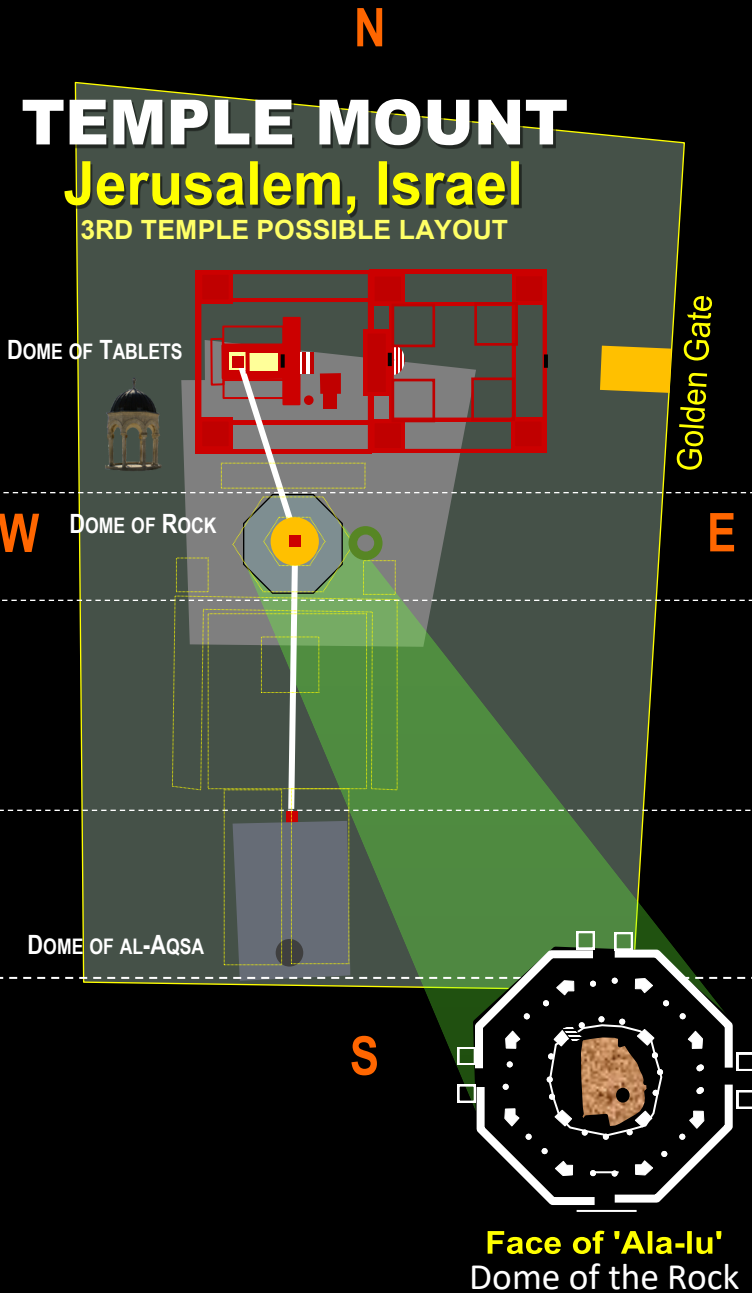 N
TEMPLE MOUNT
Jerusalem, Israel
3RD TEMPLE POSSIBLE LAYOUT
DOME OF TABLETS
Golden Gate
W
DOME OF ROCK
E
DOME OF AL-AQSA
S
Face of 'Ala-lu'
Dome of the Rock